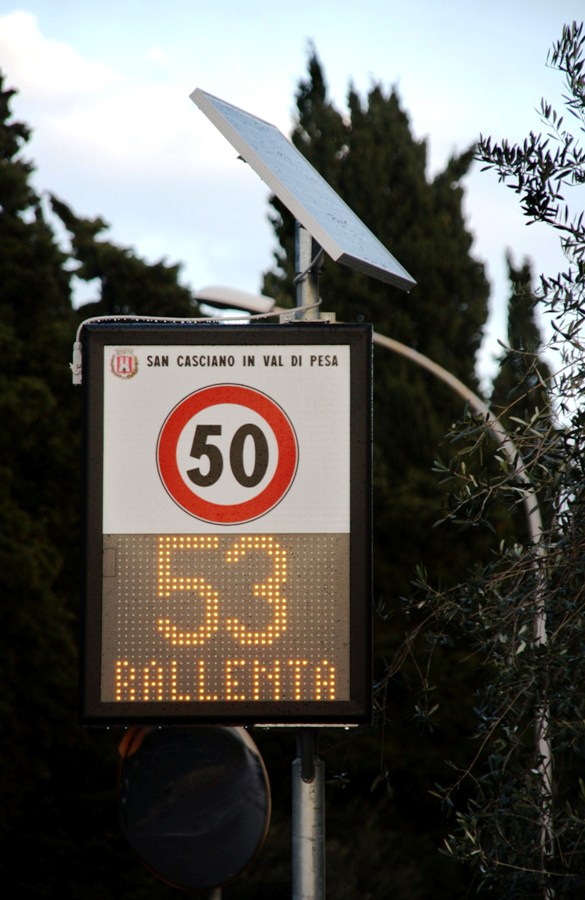 SAN CASCIANO IN VAL DI PESA
50
53
RALLENTA